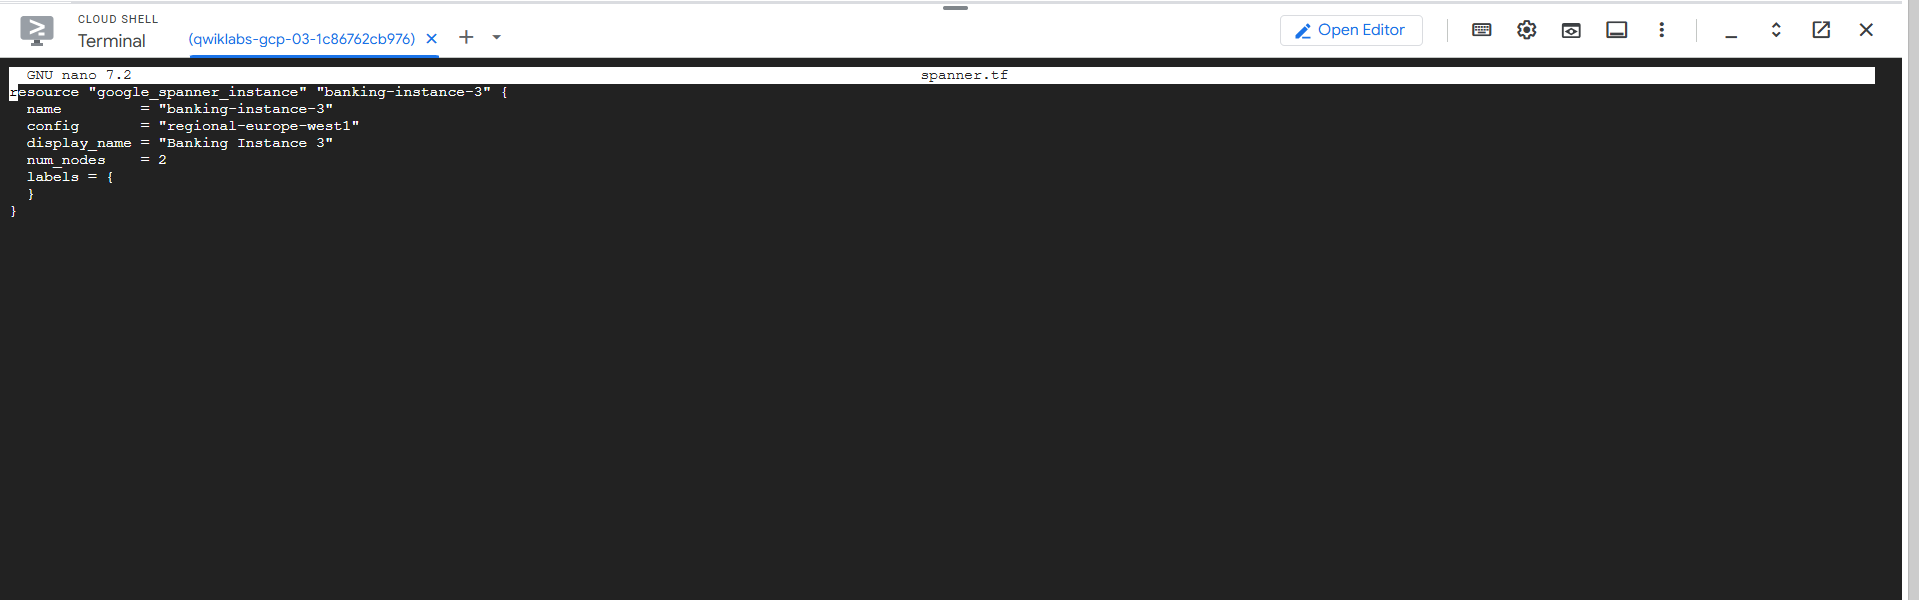 CLOUD SHELL
Terminal
(qwiklabs-gcp-03-1c86762cb976)
Open Editor
GNU nano 7.2 spanner.tf
resource "google_spanner_instance" "banking-instance-3" {
  name         = "banking-instance-3"
  config       = "regional-europe-west1"
  display_name = "Banking Instance 3"
  num_nodes    = 2
  labels = {
  }
}